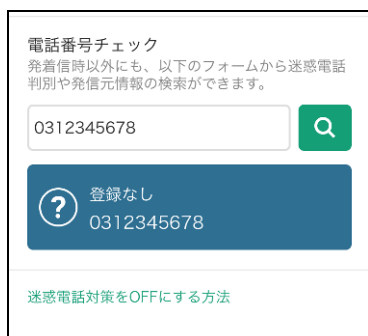 電話番号チェック
発着信時以外にも、以下のフォームから迷惑電話
判別や発信元情報の検索ができます。
0312345678
?
登録なし
0312345678
迷惑電話対策をOFFにする方法